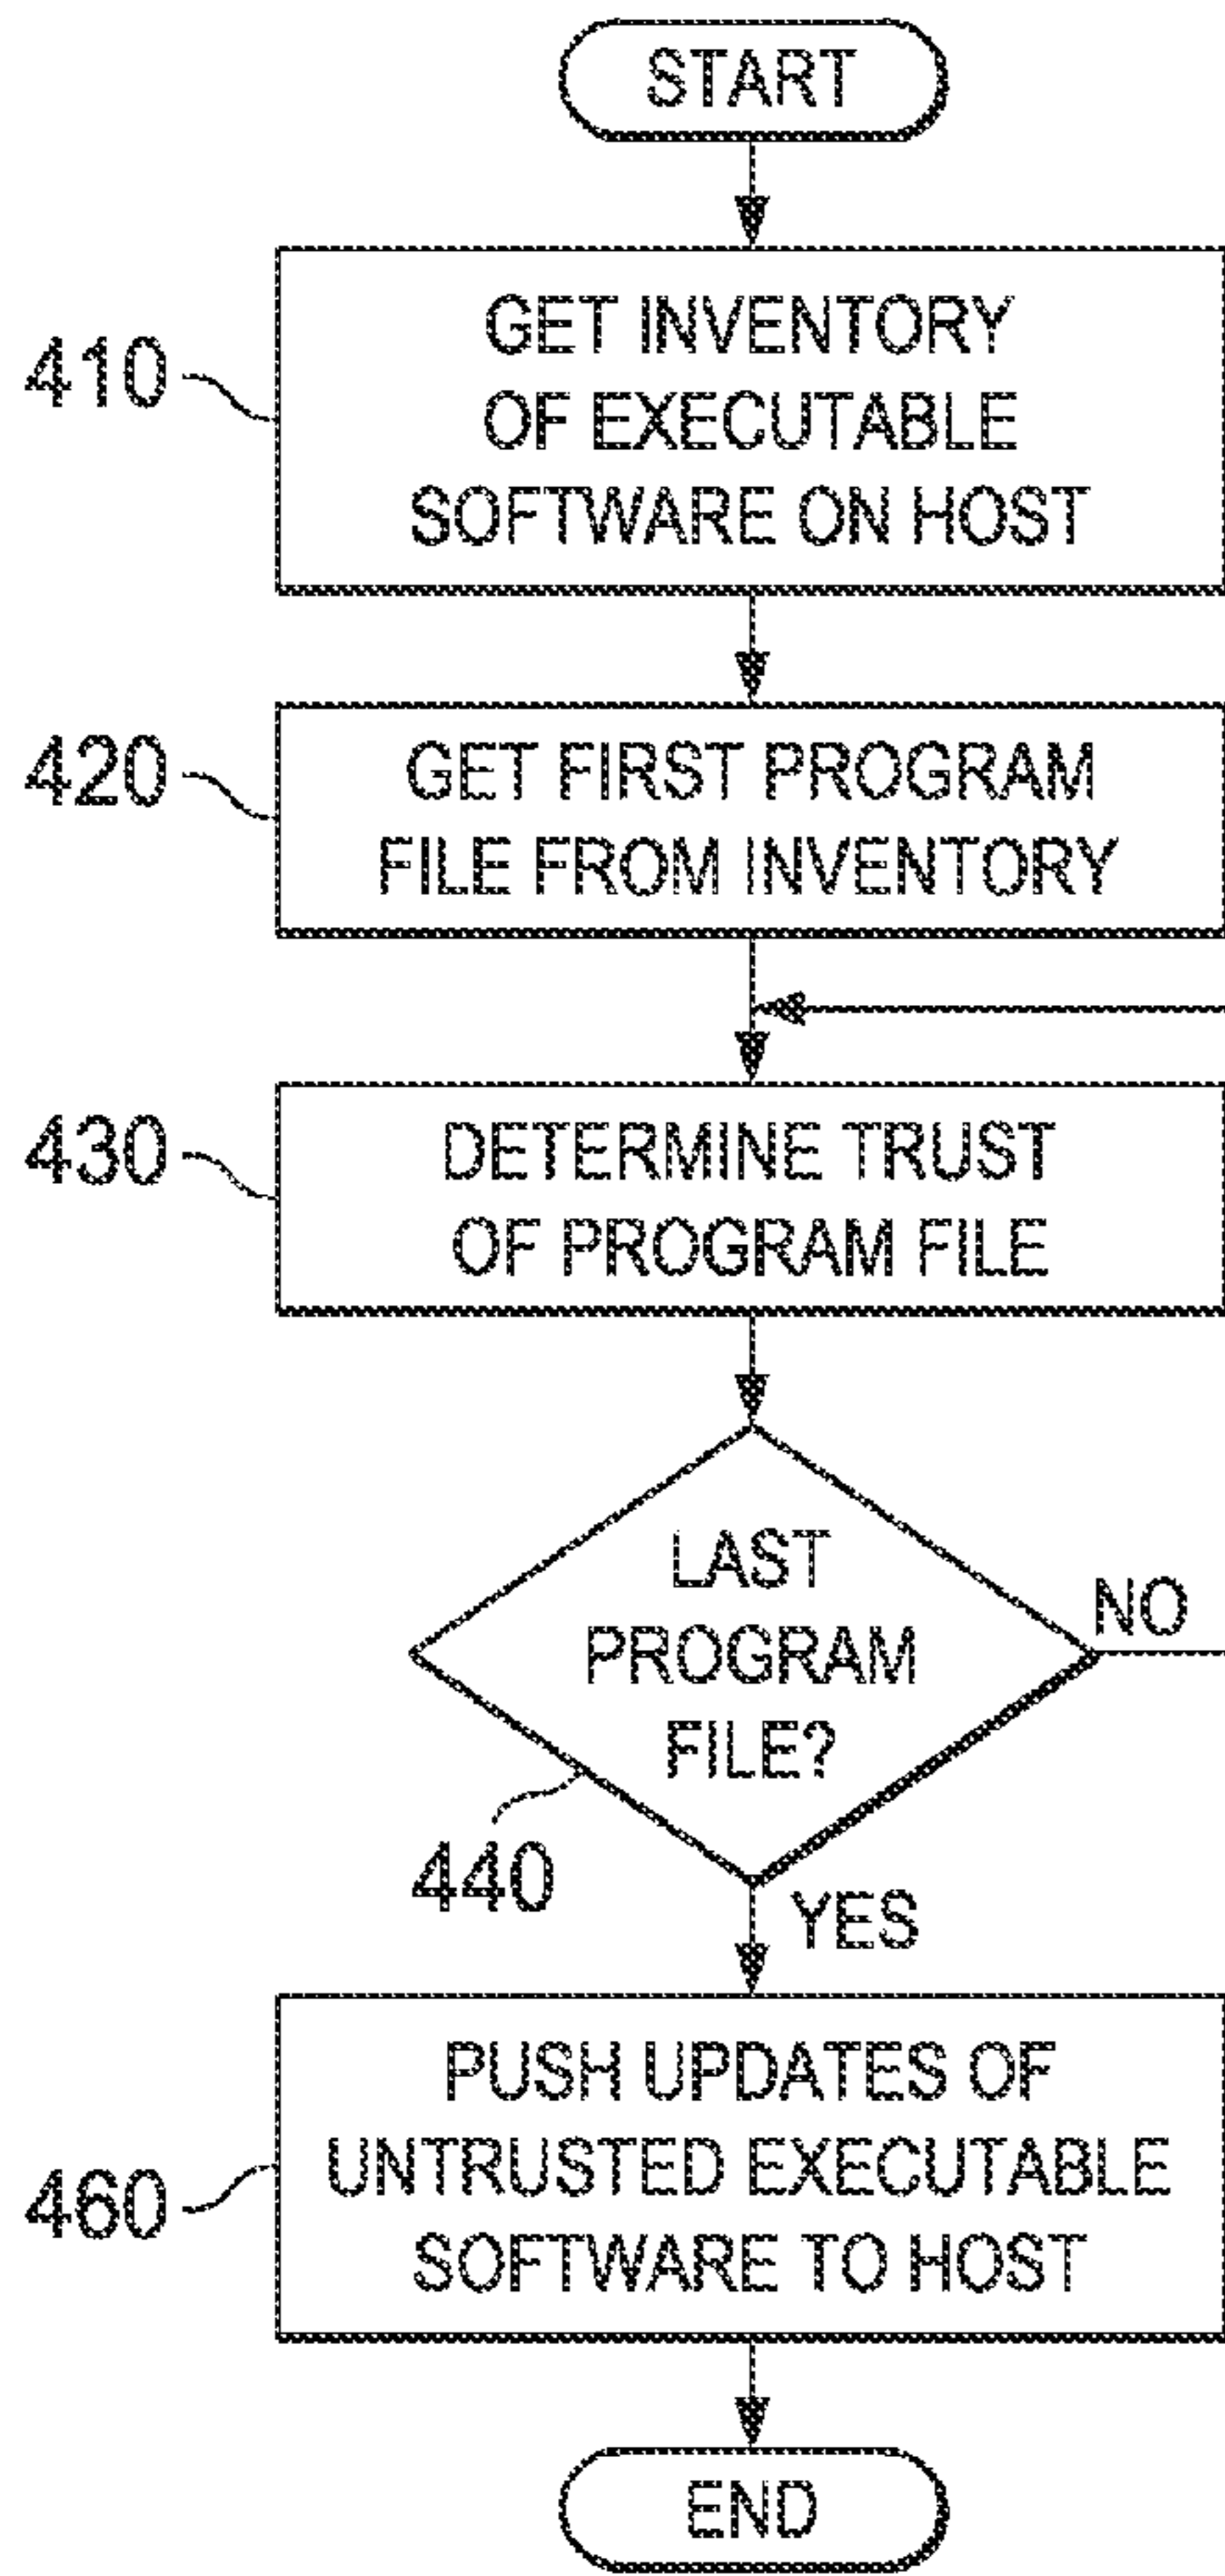 START
410
GET INVENTORY
OF EXECUTABLE
SOFTWARE ON HOST
420
GET FIRST PROGRAM
FILE FROM INVENTORY
430
DETERMINE TRUST
OF PROGRAM FILE
LAST
PROGRAM
FILE?
NO
440
YES
460
PUSH UPDATES OF
UNTRUSTED EXECUTABLE
SOFTWARE TO HOST
END